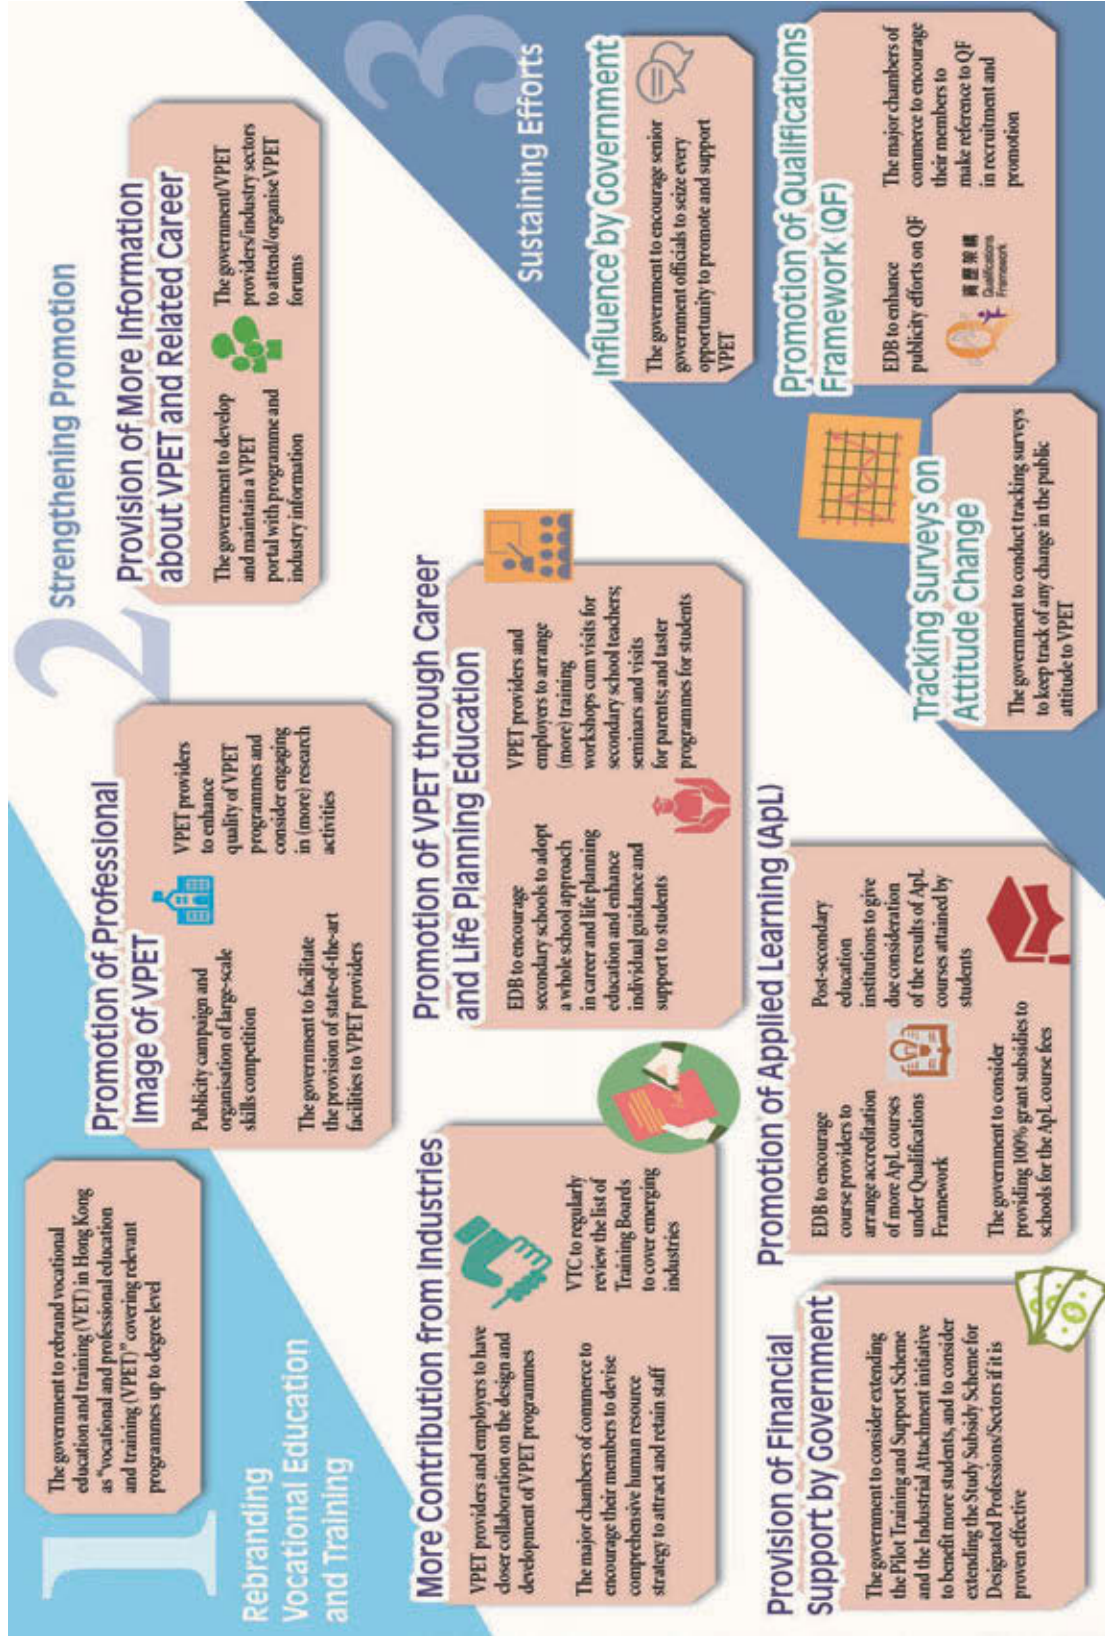 1
Rebranding
Vocational Education
and Training
The government to rebrand vocational
education and training (VET) in Hong Kong
as “vocational and professional education
and training (VPET)” covering relevant
programmes up to degree level
2
Strengthening Promotion
Promotion of Professional
Image of VPET
Publicity campaign and
organisation of large-scale
skills competition
VPET providers
to enhance
quality of VPET
programmes and
consider engaging
in (more) research
activities
The government to facilitate
the provision of state-of-the-art
facilities to VPET providers
Provision of More Information
about VPET and Related Career
The government to develop
and maintain a VPET
portal with programme and
industry information
The government/VPET
providers/industry sectors
to attend/organise VPET
forums
More Contribution from Industries
VPET providers and employers to have
closer collaboration on the design and
development of VPET programmes
The major chambers of commerce to
encourage their members to devise
comprehensive human resource
strategy to attract and retain staff
VTC to regularly
review the list of
Training Boards
to cover emerging
industries
Promotion of VPET through Career
and Life Planning Education
EDB to encourage
secondary schools to adopt
a whole school approach
in career and life planning
education and enhance
individual guidance and
support to students
VPET providers and
employers to arrange
(more) training
workshops cum visits for
secondary school teachers;
seminars and visits
for parents; and taster
programmes for students
Provision of Financial
Support by Government
The government to consider extending
the Pilot Training and Support Scheme
and the Industrial Attachment initiative
to benefit more students, and to consider
extending the Study Subsidy Scheme for
Designated Professions/Sectors if it is
proven effective
Promotion of Applied Learning (ApL)
EDB to encourage
course providers to
arrange accreditation
of more ApL courses
under Qualifications
Framework
Post-secondary
education
institutions to give
due consideration
of the results of ApL
courses attained by
students
The government to consider
providing 100% grant subsidies to
schools for the ApL course fees
3
Sustaining Efforts
Influence by Government
The government to encourage senior
government officials to seize every
opportunity to promote and support
VPET
Promotion of Qualifications
Framework (QF)
EDB to enhance
publicity efforts on QF
資歷架構
Qualifications
Framework
The major chambers of
commerce to encourage
their members to
make reference to QF
in recruitment and
promotion
Tracking Surveys on
Attitude Change
The government to conduct tracking surveys
to keep track of any change in the public
attitude to VPET